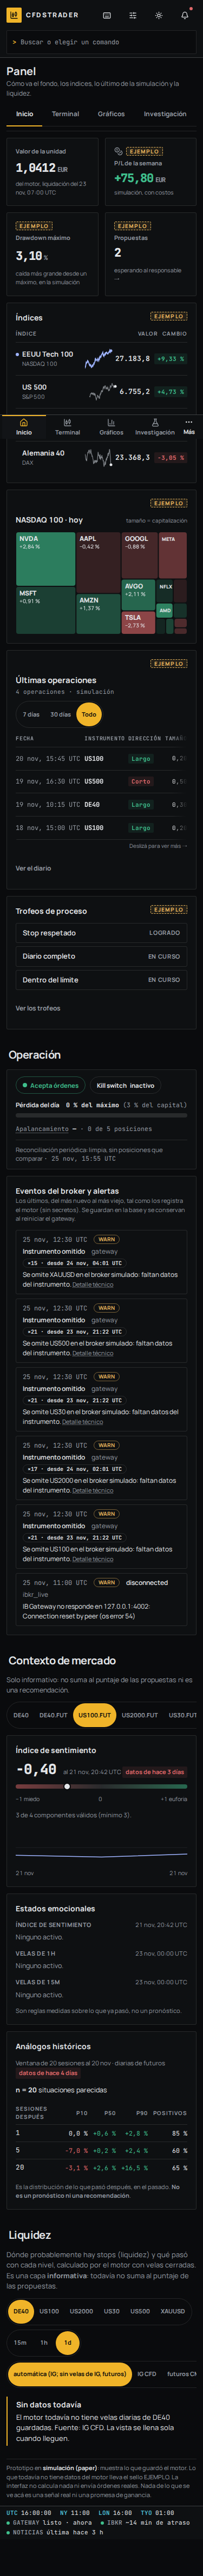 CFDSTRADER
> Buscar o elegir un comando
Panel
Cómo va el fondo, los índices, lo último de la simulación y la
liquidez.
Inicio Terminal Gráficos Investigación
Valor de la unidad
1,0412 EUR
del motor, liquidación del 23
nov, 07:00 UTC
EJEMPLO
P/L de la semana
+75,80 EUR
simulación, con costos
EJEMPLO
Drawdown máximo
3,10 %
caída más grande desde un
máximo, en la simulación
EJEMPLO
Propuestas
2
esperando al responsable
→
Índices EJEMPLO
ÍNDICE VALOR CAMBIO
EEUU Tech 100 27.183,8 +9,33 %
NASDAQ 100
US 500 6.755,2 +4,73 %
S&P 500
Inicio Terminal Gráficos Investigación Más
Alemania 40 23.368,3 -3,05 %
DAX
EJEMPLO
NASDAQ 100 · hoy tamaño = capitalización
NVDA
+2,84 %
AAPL
-0,42 %
GOOGL
-0,88 %
META
MSFT
+0,91 %
AMZN
+1,37 %
AVGO
+2,11 %
NFLX
AMD
TSLA
-2,73 %
EJEMPLO
Últimas operaciones
4 operaciones · simulación
7 días 30 días Todo
FECHA INSTRUMENTO DIRECCIÓN
20 nov, 15:45 UTC US100 Largo
19 nov, 16:30 UTC US500 Corto
19 nov, 10:15 UTC DE40 Largo
18 nov, 15:00 UTC US100 Largo
Desliza para ver más →
Ver el diario
Trofeos de proceso EJEMPLO
Stop respetado LOGRADO
Diario completo EN CURSO
Dentro del límite EN CURSO
Ver los trofeos
Operación
Acepta órdenes Kill switch inactivo
Pérdida del día 0 % del máximo (3 % del capital)
Apalancamiento — · 0 de 5 posiciones
Reconciliación periódica: limpia, sin posiciones que
comparar · 25 nov, 15:55 UTC
Eventos del broker y alertas
Los últimos, del más nuevo al más viejo, tal como los registra
el motor (sin secretos). Se guardan en la base y se conservan
al reiniciar el gateway.
25 nov, 12:30 UTC WARN
Instrumento omitido gateway
×15 · desde 24 nov, 04:01 UTC
Se omite XAUUSD en el broker simulado: faltan datos
del instrumento. Detalle técnico
25 nov, 12:30 UTC WARN
Instrumento omitido gateway
×21 · desde 23 nov, 21:22 UTC
Se omite US500 en el broker simulado: faltan datos
del instrumento. Detalle técnico
25 nov, 12:30 UTC WARN
Instrumento omitido gateway
×21 · desde 23 nov, 21:22 UTC
Se omite US30 en el broker simulado: faltan datos del
instrumento. Detalle técnico
25 nov, 12:30 UTC WARN
Instrumento omitido gateway
×17 · desde 24 nov, 02:01 UTC
Se omite US2000 en el broker simulado: faltan datos
del instrumento. Detalle técnico
25 nov, 12:30 UTC WARN
Instrumento omitido gateway
×21 · desde 23 nov, 21:22 UTC
Se omite US100 en el broker simulado: faltan datos
del instrumento. Detalle técnico
25 nov, 11:00 UTC WARN disconnected
ibkr_live
IB Gateway no responde en 127.0.0.1:4002:
Connection reset by peer (os error 54)
Contexto de mercado
Solo informativo: no suma al puntaje de las propuestas ni es
una recomendación.
DE40 DE40.FUT US100.FUT US2000.FUT US30.FUT
Índice de sentimiento
-0,40 al 21 nov, 20:42 UTC datos de hace 3 días
−1 miedo 0 +1 euforia
3 de 4 componentes válidos (mínimo 3).
21 nov 21 nov
Estados emocionales
ÍNDICE DE SENTIMIENTO 21 nov, 20:42 UTC
Ninguno activo.
VELAS DE 1 H 23 nov, 00:00 UTC
Ninguno activo.
VELAS DE 15M 23 nov, 00:00 UTC
Ninguno activo.
Son reglas medidas sobre lo que ya pasó, no un pronóstico.
Análogos históricos
Ventana de 20 sesiones al 20 nov · diarias de futuros
datos de hace 4 días
n = 20 situaciones parecidas
SESIONES
DESPUÉS P10 P50 P90 POSITIVOS
1 0,0 % +0,6 % +2,8 % 85 %
5 -7,0 % +0,2 % +2,4 % 60 %
20 -3,1 % +2,6 % +16,5 % 65 %
Es la distribución de lo que pasó después, en el pasado. No
es un pronóstico ni una recomendación.
Liquidez
Dónde probablemente hay stops (liquidez) y qué pasó
con cada nivel, calculado por el motor con velas cerradas.
Es una capa informativa: todavía no suma al puntaje de
las propuestas.
DE40 US100 US2000 US30 US500 XAUUSD
15m 1h 1d
automática (IG; sin velas de IG, futuros) IG CFD
Sin datos todavía
El motor todavía no tiene velas diarias de DE40
guardadas. Fuente: IG CFD. La vista se llena sola
cuando lleguen.
Prototipo en simulación (paper): muestra lo que guardó el motor. Lo
que todavía no tiene datos del motor lleva el sello EJEMPLO. La
interfaz no calcula nada ni envía órdenes reales. Nada de lo que se
ve acá es una señal real ni una promesa de ganancia.
UTC 16:00:00 NY 11:00 LON 16:00 TYO 01:00
GATEWAY listo · ahora IBKR −14 min de atraso
NOTICIAS última hace 3 h